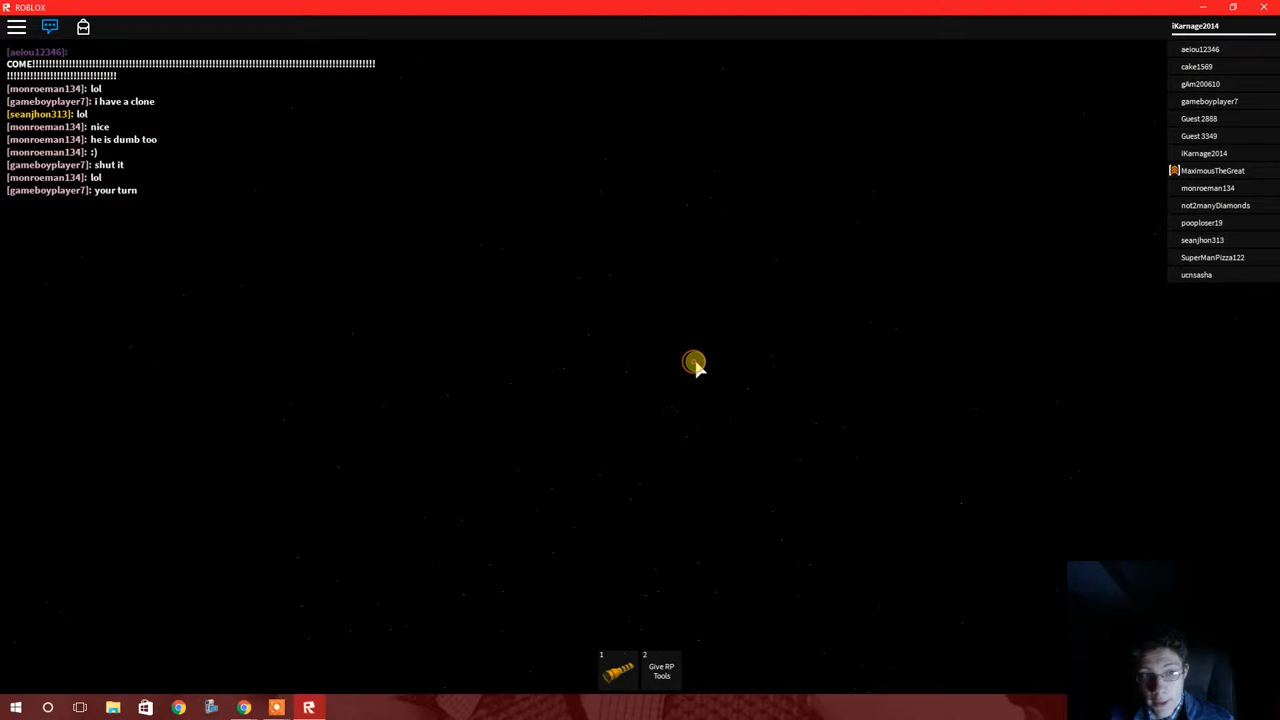 ROBLOX
iKarnage2014
[aeiou12346]:
COME!!!!!!!!!!!!!!!!!!!!!!!!!!!!!!!!!!!!!!!!!!!!!!!!!!!!!!!!!!!!!!!!!!!!!!!!!!!!!!!!!!!!!!!!!!!!!!!!!!!!!!!
!!!!!!!!!!!!!!!!!!!!!!!!!!!!!!!!!
[monroeman134]: lol
[gameboyplayer7]: i have a clone
[seanjhon313]: lol
[monroeman134]: nice
[monroeman134]: he is dumb too
[monroeman134]: :)
[gameboyplayer7]: shut it
[monroeman134]: lol
[gameboyplayer7]: your turn
aeiou12346
cake1569
gAm200610
gameboyplayer7
Guest 2888
Guest 3349
iKarnage2014
MaximousTheGreat
monroeman134
not2manyDiamonds
pooploser19
seanjhon313
SuperManPizza122
ucnsasha
1
2
Give RP
Tools